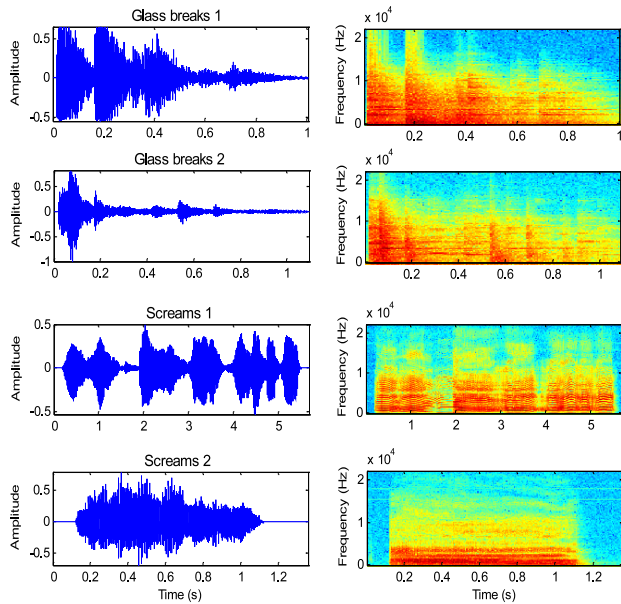 Glass breaks 1
Amplitude
0.5
0
-0.5
0 0.2 0.4 0.6 0.8 1
x 10 4
Frequency (Hz)
2
1
0
0.2 0.4 0.6 0.8 1
Glass breaks 2
Amplitude
0.5
0
-0.5
-1
0 0.2 0.4 0.6 0.8 1
x 10 4
Frequency (Hz)
2
1
0
0.2 0.4 0.6 0.8 1
Screams 1
Amplitude
0.5
0
-0.5
0 1 2 3 4 5
x 10 4
Frequency (Hz)
2
1
0
1 2 3 4 5
Screams 2
Amplitude
0.5
0
-0.5
0 0.2 0.4 0.6 0.8 1 1.2
Time (s)
x 10 4
Frequency (Hz)
2
1
0
0.2 0.4 0.6 0.8 1 1.2
Time (s)